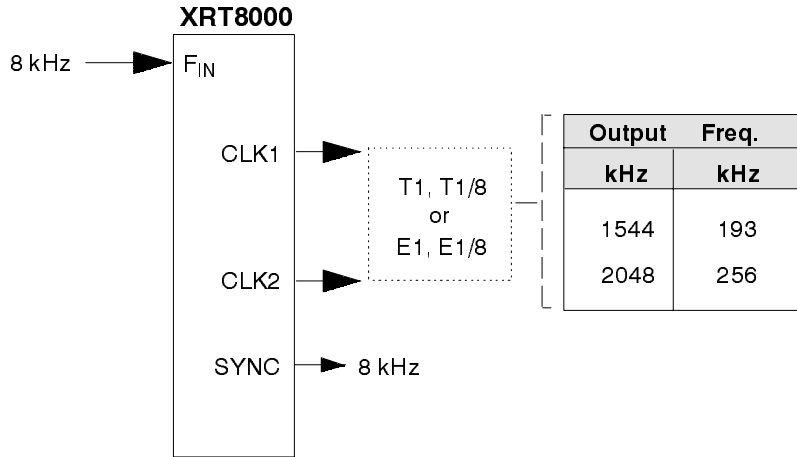 XRT8000
8 kHz
FIN
CLK1
T1, T1/8
or
E1, E1/8
CLK2
SYNC
8 kHz
Output Freq.
kHz kHz
1544 193
2048 256